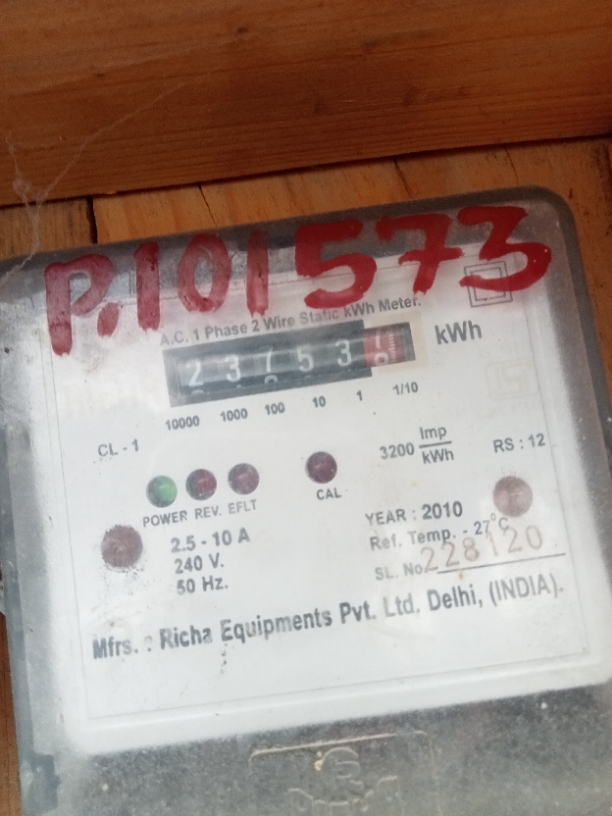 P.101573
A.C. 1 Phase 2 Wire Static kWh Meter.
23753 kWh
10000 1000 100 10 1 1/10
CL - 1
3200 Imp/kWh
RS : 12
POWER REV. EFLT CAL
2.5 - 10 A
240 V.
50 Hz.
YEAR : 2010
Ref. Temp. - 27°C
SL. No 228120
Mfrs. : Richa Equipments Pvt. Ltd. Delhi, (INDIA).